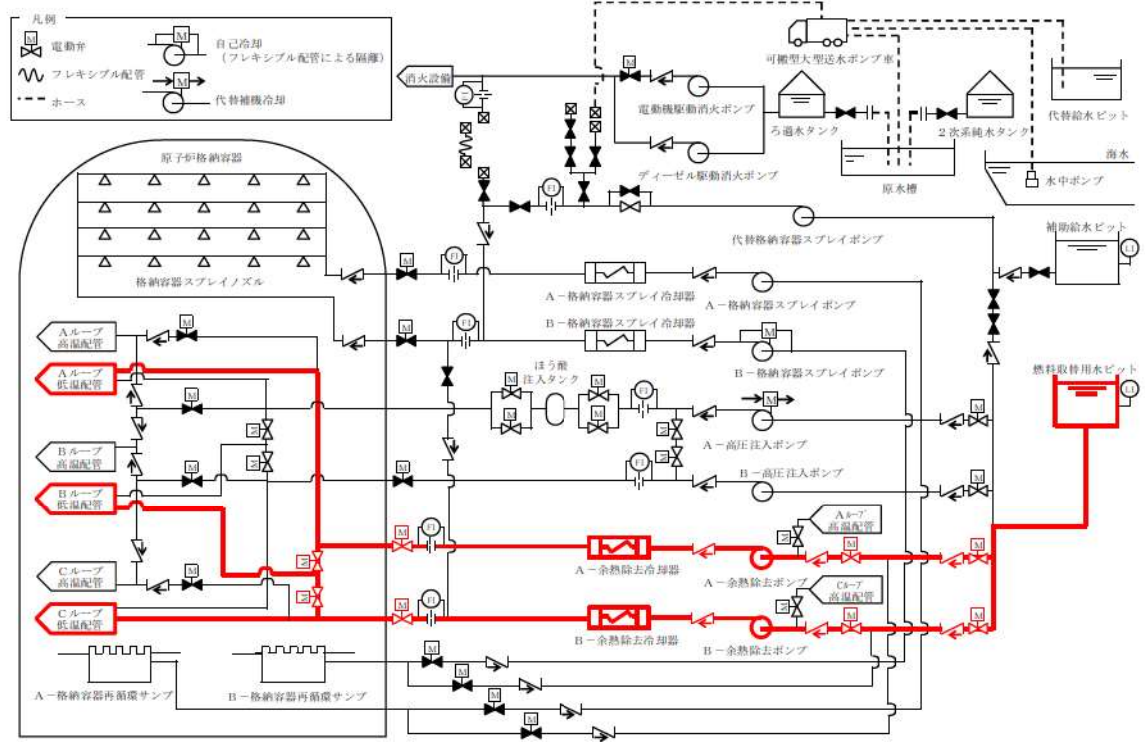 凡例
M
電動弁
フレキシブル配管
ホース
M
自己冷却
（フレキシブル配管による隔離）
M
代替補機冷却
消火設備
M
電動機駆動消火ポンプ
ディーゼル駆動消火ポンプ
可搬型大型送水ポンプ車
ろ過水タンク
2次系純水タンク
原水槽
代替給水ピット
海水
水中ポンプ
原子炉格納容器
格納容器スプレイノズル
FI
代替格納容器スプレイポンプ
補助給水ピット
LI
M
FI
A－格納容器スプレイ冷却器
A－格納容器スプレイポンプ
M
FI
B－格納容器スプレイ冷却器
M
B－格納容器スプレイポンプ
Aループ
高温配管
M
Aループ
低温配管
燃料取替用水ピット
LI
M
ほう酸
注入タンク
M
M
M
M
FI
M
A－高圧注入ポンプ
M
M
M
M
M
Bループ
高温配管
M
M
FI
B－高圧注入ポンプ
M
Bループ
低温配管
Aループ
高温配管
M
M
FI
A－余熱除去冷却器
A－余熱除去ポンプ
M
M
Cループ
高温配管
M
M
Cループ
高温配管
M
Cループ
低温配管
M
FI
B－余熱除去冷却器
B－余熱除去ポンプ
M
M
A－格納容器再循環サンプ
B－格納容器再循環サンプ
M
M
M
M